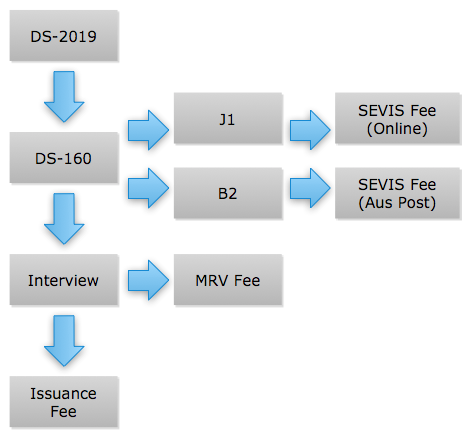 DS-2019
J1
SEVIS Fee
(Online)
DS-160
B2
SEVIS Fee
(Aus Post)
Interview
MRV Fee
Issuance
Fee